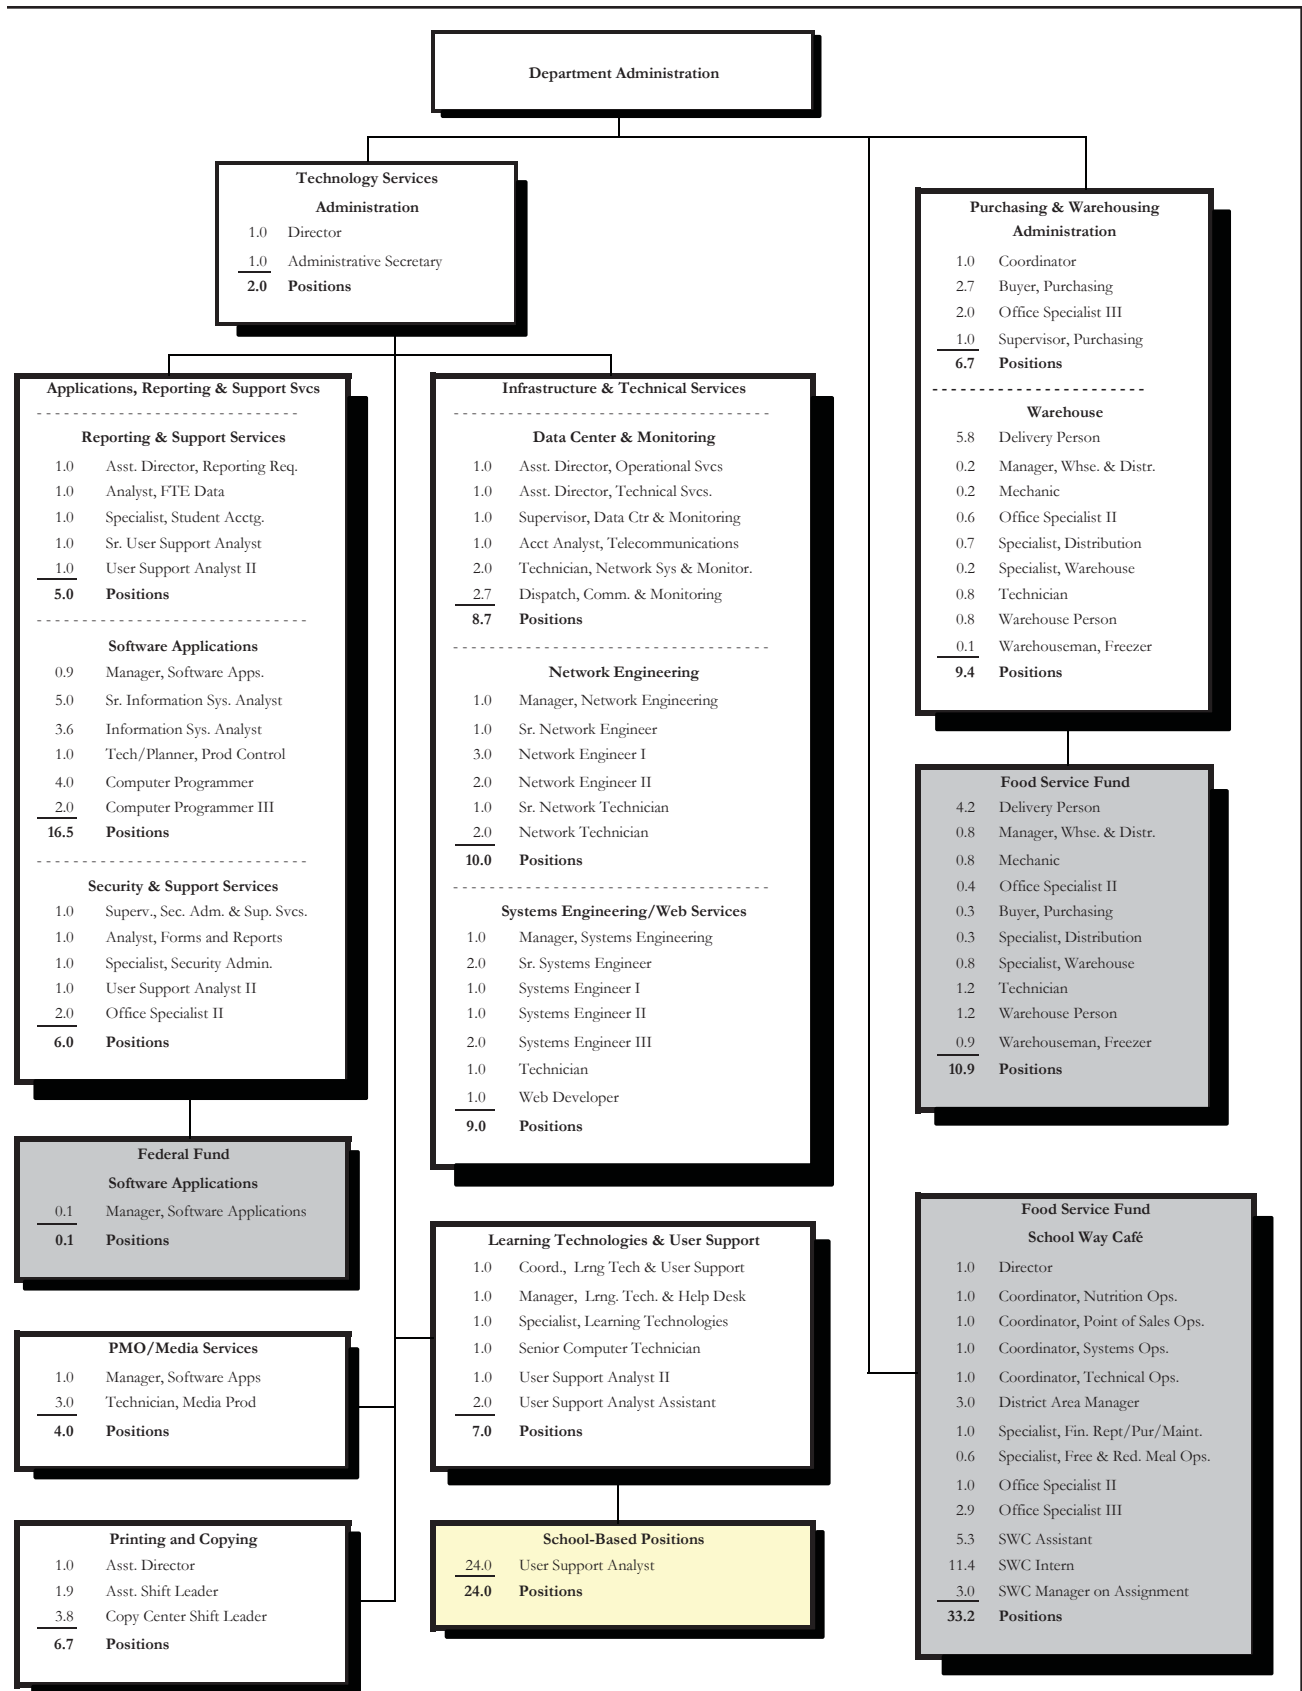 Department Administration
Technology Services
Administration
1.0 Director
1.0 Administrative Secretary
2.0 Positions
Purchasing & Warehousing
Administration
1.0 Coordinator
2.7 Buyer, Purchasing
2.0 Office Specialist III
1.0 Supervisor, Purchasing
6.7 Positions
Warehouse
5.8 Delivery Person
0.2 Manager, Whse. & Distr.
0.2 Mechanic
0.6 Office Specialist II
0.7 Specialist, Distribution
0.2 Specialist, Warehouse
0.8 Technician
0.8 Warehouse Person
0.1 Warehouseman, Freezer
9.4 Positions
Applications, Reporting & Support Svcs
Reporting & Support Services
1.0 Asst. Director, Reporting Req.
1.0 Analyst, FTE Data
1.0 Specialist, Student Acctg.
1.0 Sr. User Support Analyst
1.0 User Support Analyst II
5.0 Positions
Software Applications
0.9 Manager, Software Apps.
5.0 Sr. Information Sys. Analyst
3.6 Information Sys. Analyst
1.0 Tech/Planner, Prod Control
4.0 Computer Programmer
2.0 Computer Programmer III
16.5 Positions
Security & Support Services
1.0 Superv., Sec. Adm. & Sup. Svcs.
1.0 Analyst, Forms and Reports
1.0 Specialist, Security Admin.
1.0 User Support Analyst II
2.0 Office Specialist II
6.0 Positions
Infrastructure & Technical Services
Data Center & Monitoring
1.0 Asst. Director, Operational Svcs
1.0 Asst. Director, Technical Svcs.
1.0 Supervisor, Data Ctr & Monitoring
1.0 Acct Analyst, Telecommunications
2.0 Technician, Network Sys & Monitor.
2.7 Dispatch, Comm. & Monitoring
8.7 Positions
Network Engineering
1.0 Manager, Network Engineering
1.0 Sr. Network Engineer
3.0 Network Engineer I
2.0 Network Engineer II
1.0 Sr. Network Technician
2.0 Network Technician
10.0 Positions
Systems Engineering/Web Services
1.0 Manager, Systems Engineering
2.0 Sr. Systems Engineer
1.0 Systems Engineer I
1.0 Systems Engineer II
2.0 Systems Engineer III
1.0 Technician
1.0 Web Developer
9.0 Positions
Food Service Fund
4.2 Delivery Person
0.8 Manager, Whse. & Distr.
0.8 Mechanic
0.4 Office Specialist II
0.3 Buyer, Purchasing
0.3 Specialist, Distribution
0.8 Specialist, Warehouse
1.2 Technician
1.2 Warehouse Person
0.9 Warehouseman, Freezer
10.9 Positions
Federal Fund
Software Applications
0.1 Manager, Software Applications
0.1 Positions
Learning Technologies & User Support
1.0 Coord., Lrng Tech & User Support
1.0 Manager, Lrng. Tech. & Help Desk
1.0 Specialist, Learning Technologies
1.0 Senior Computer Technician
1.0 User Support Analyst II
2.0 User Support Analyst Assistant
7.0 Positions
Food Service Fund
School Way Café
1.0 Director
1.0 Coordinator, Nutrition Ops.
1.0 Coordinator, Point of Sales Ops.
1.0 Coordinator, Systems Ops.
1.0 Coordinator, Technical Ops.
3.0 District Area Manager
1.0 Specialist, Fin. Rept/Pur/Maint.
0.6 Specialist, Free & Red. Meal Ops.
1.0 Office Specialist II
2.9 Office Specialist III
5.3 SWC Assistant
11.4 SWC Intern
3.0 SWC Manager on Assignment
33.2 Positions
PMO/Media Services
1.0 Manager, Software Apps
3.0 Technician, Media Prod
4.0 Positions
Printing and Copying
1.0 Asst. Director
1.9 Asst. Shift Leader
3.8 Copy Center Shift Leader
6.7 Positions
School-Based Positions
24.0 User Support Analyst
24.0 Positions